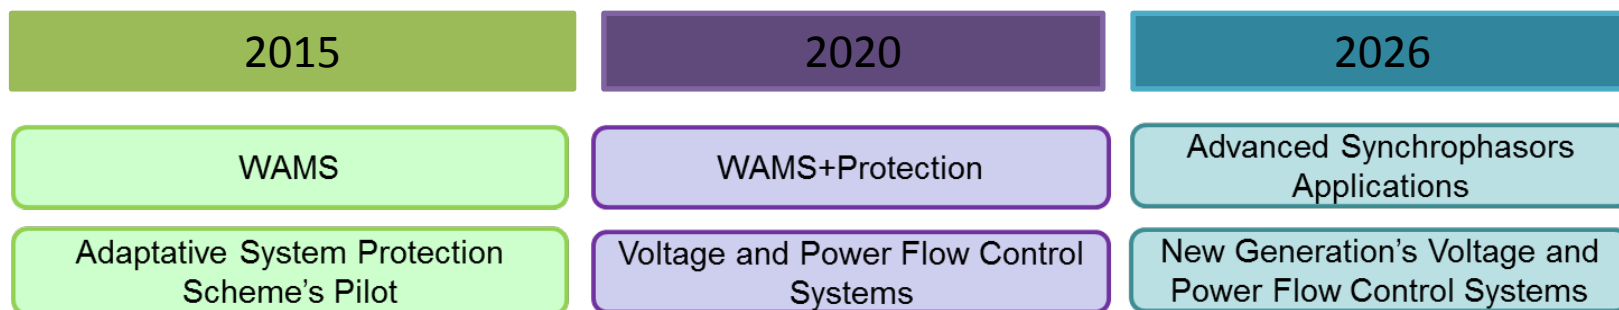 2015
2020
2026
WAMS
WAMS+Protection
Advanced Synchrophasors
Applications
Adaptative System Protection
Scheme's Pilot
Voltage and Power Flow Control
Systems
New Generation's Voltage and
Power Flow Control Systems